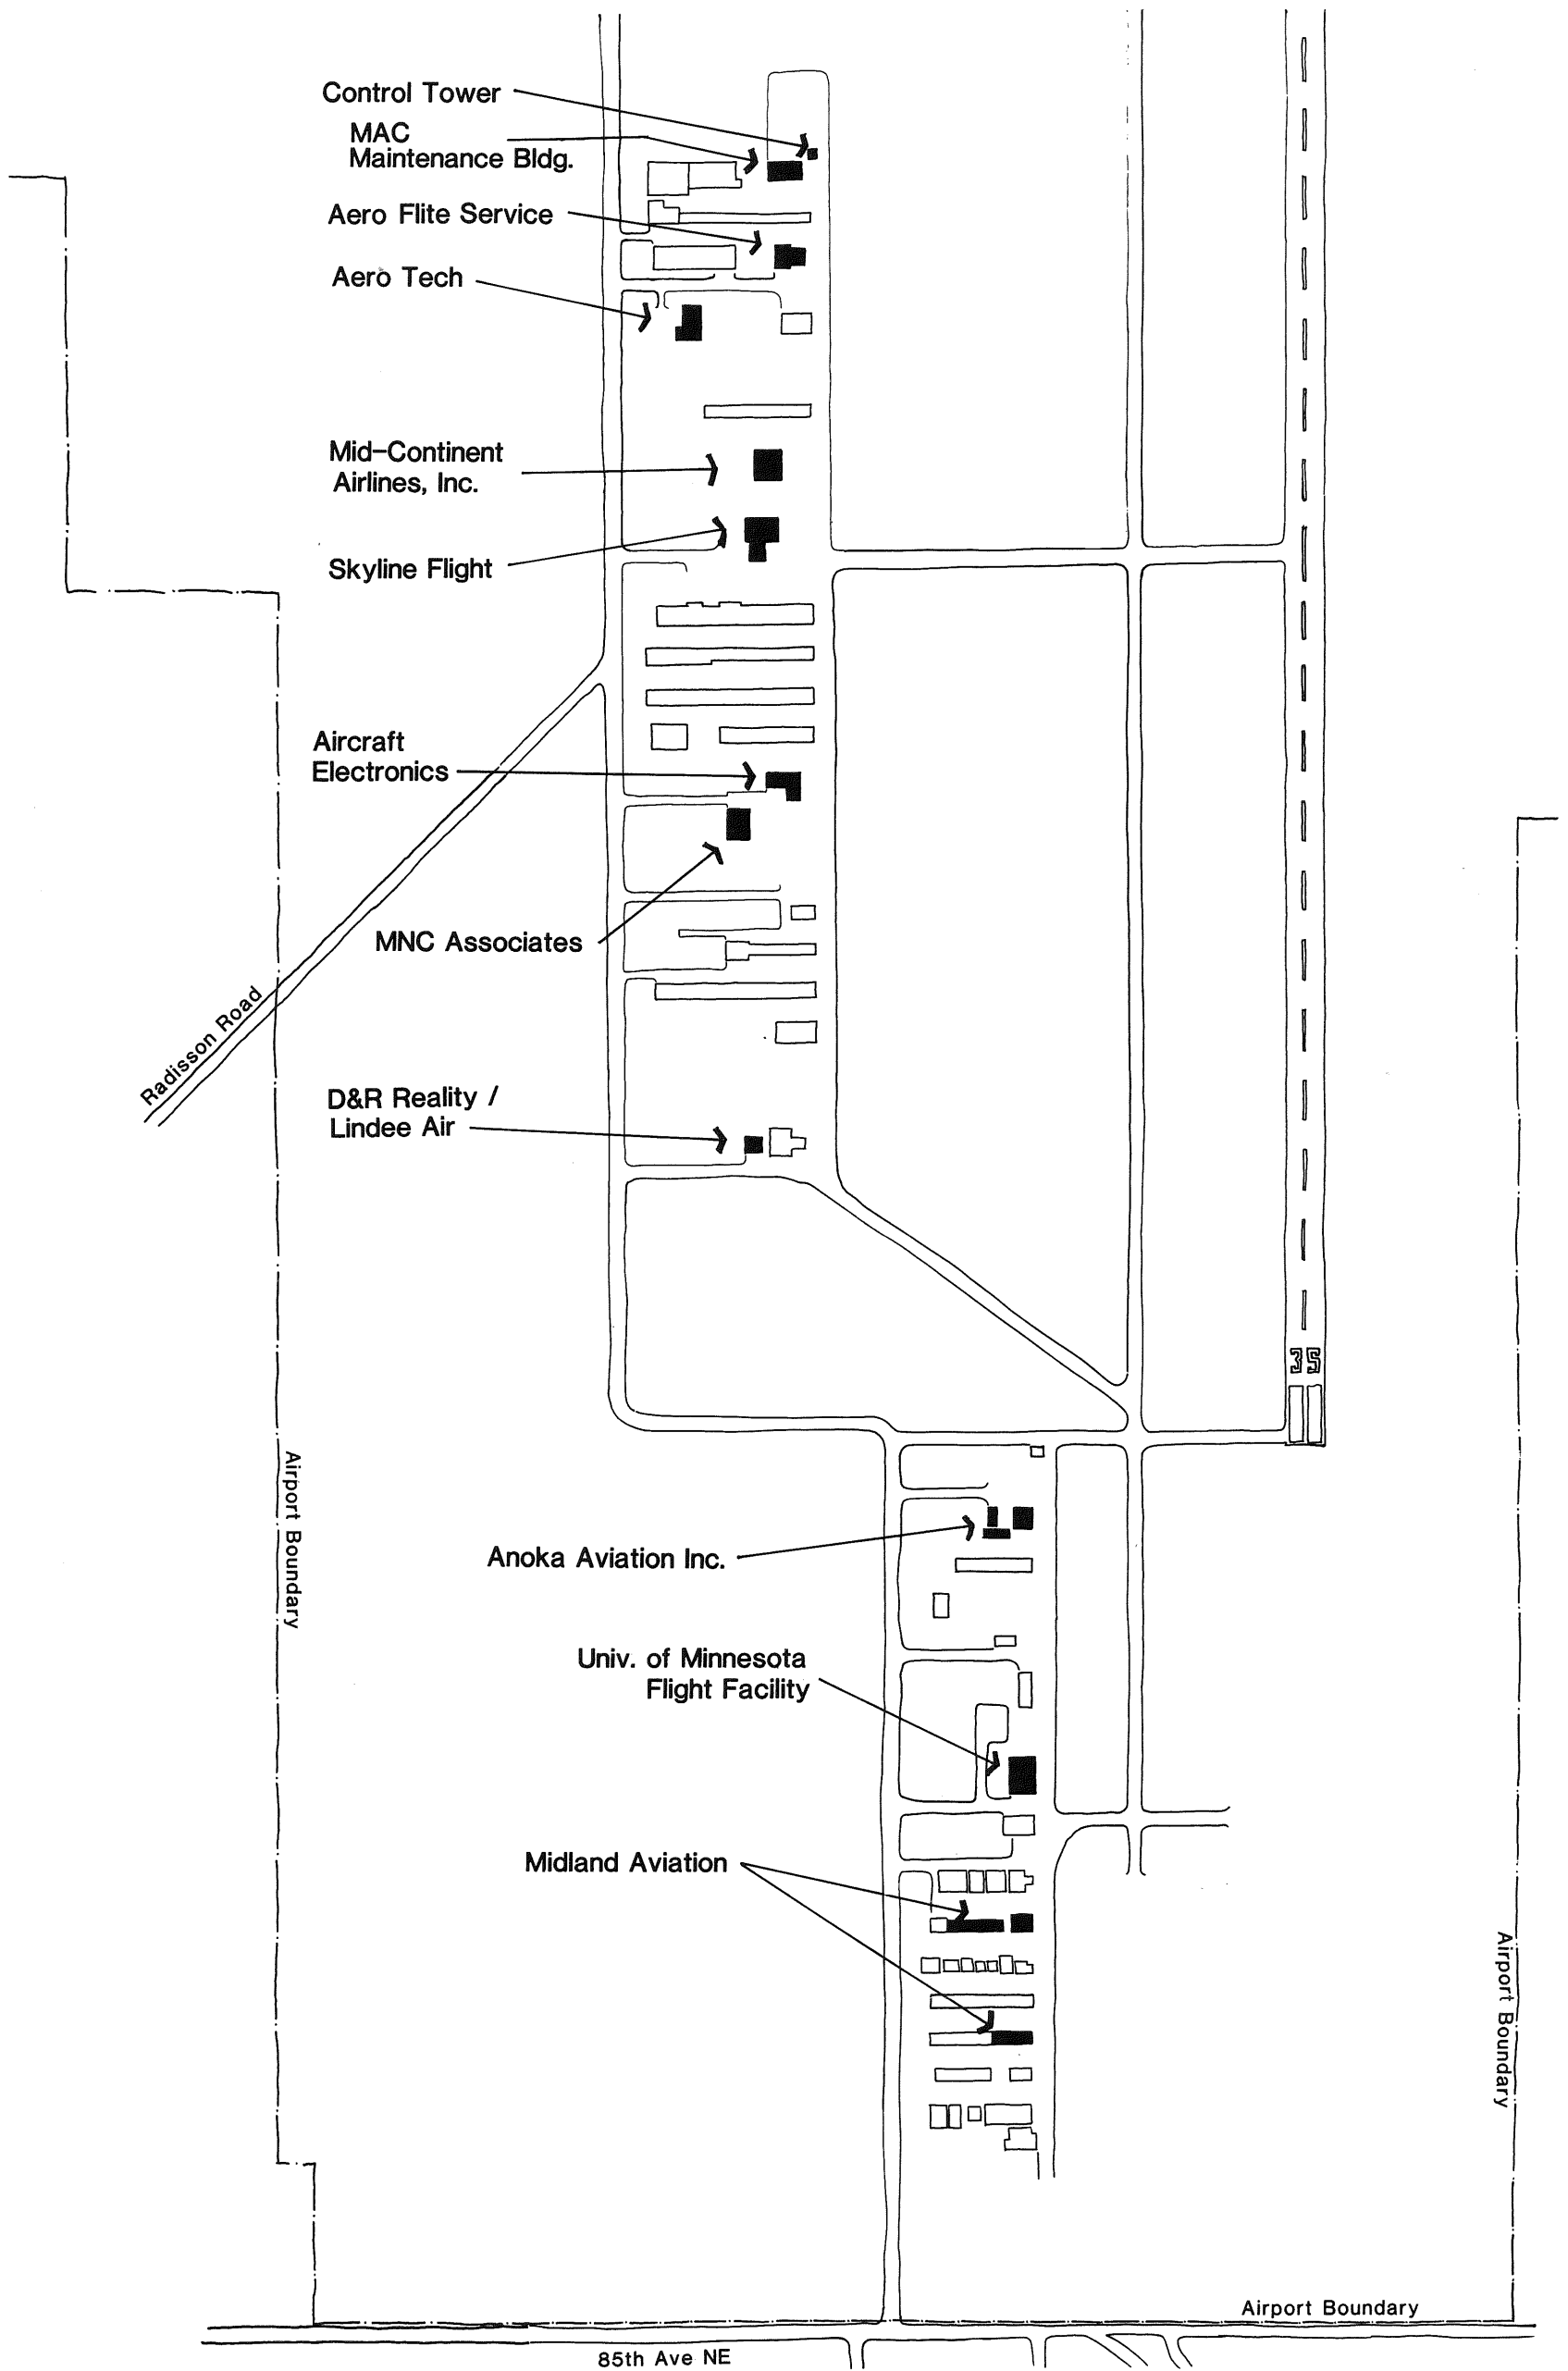 Control Tower
MAC
Maintenance Bldg.
Aero Flite Service
Aero Tech
Mid-Continent
Airlines, Inc.
Skyline Flight
Aircraft
Electronics
MNC Associates
Radisson Road
D&R Reality /
Lindee Air
35
Airport Boundary
Anoka Aviation Inc.
Univ. of Minnesota
Flight Facility
Midland Aviation
Airport Boundary
Airport Boundary
85th Ave NE